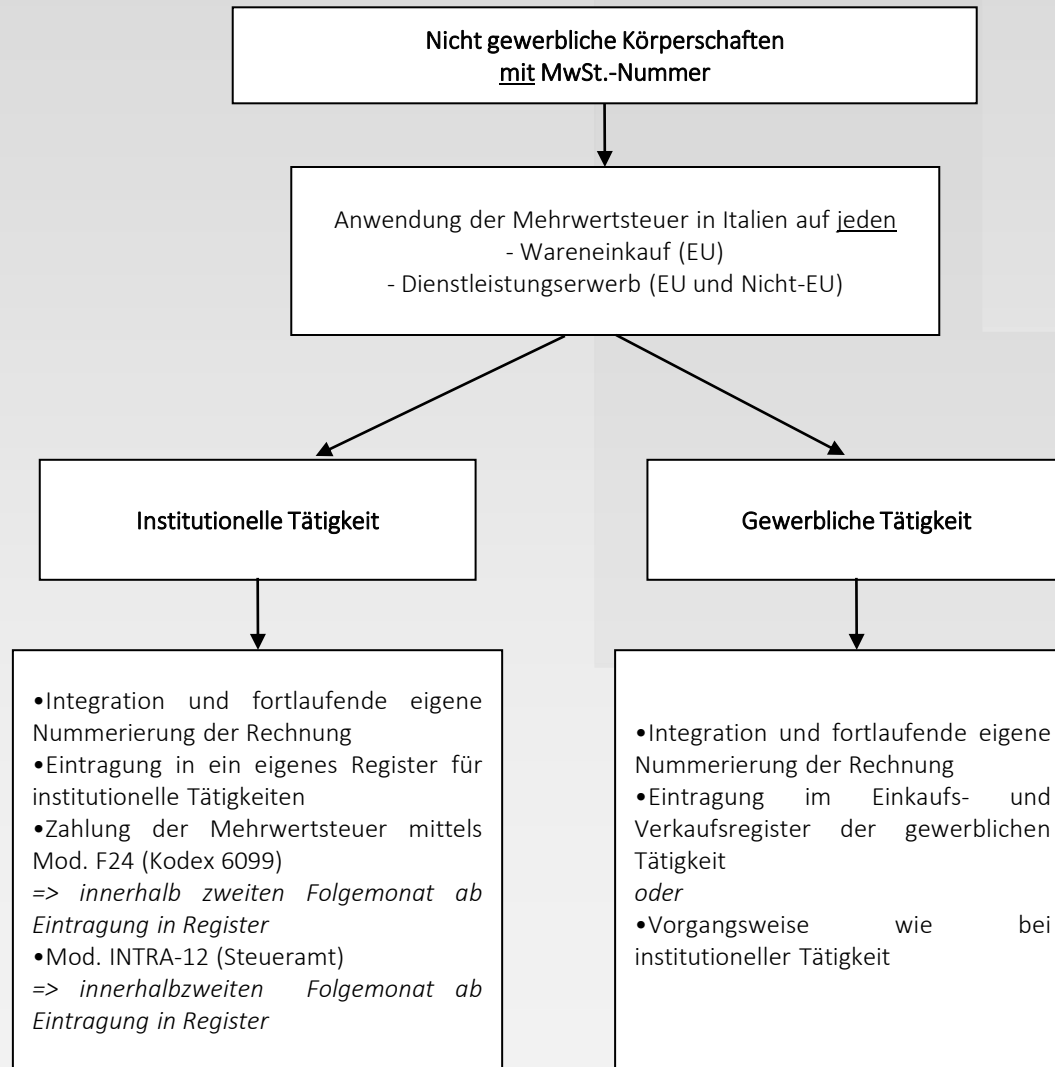 Nicht gewerbliche Körperschaften
mit MwSt.-Nummer
Anwendung der Mehrwertsteuer in Italien auf jeden
- Wareneinkauf (EU)
- Dienstleistungserwerb (EU und Nicht-EU)
Institutionelle Tätigkeit
Gewerbliche Tätigkeit
•Integration und fortlaufende eigene
Nummerierung der Rechnung
•Eintragung in ein eigenes Register für
institutionelle Tätigkeiten
•Zahlung der Mehrwertsteuer mittels
Mod. F24 (Kodex 6099)
=> innerhalb zweiten Folgemonat ab
Eintragung in Register
•Mod. INTRA-12 (Steueramt)
=> innerhalbzweiten Folgemonat ab
Eintragung in Register
•Integration und fortlaufende eigene
Nummerierung der Rechnung
•Eintragung im Einkaufs- und
Verkaufsregister der gewerblichen
Tätigkeit
oder
•Vorgangsweise wie bei
institutioneller Tätigkeit